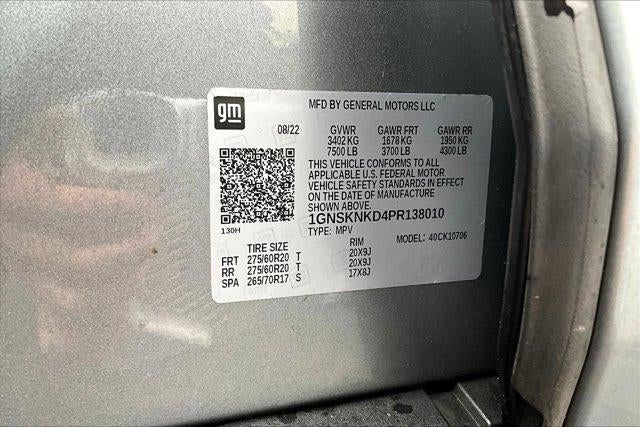 gm
MFD BY GENERAL MOTORS LLC
08/22 GVWR GAWR FRT GAWR RR
3402 KG 1678 KG 1950 KG
7500 LB 3700 LB 4300 LB
THIS VEHICLE CONFORMS TO ALL
APPLICABLE U.S. FEDERAL MOTOR
VEHICLE SAFETY STANDARDS IN EFFECT
ON THE DATE OF MANUFACTURE
SHOWN ABOVE.
1GNSKNKD4PR138010
130H TYPE: MPV MODEL: 40CK10706
TIRE SIZE RIM
FRT 275/60R20 T 20X9J
RR 275/60R20 T 20X9J
SPA 265/70R17 S 17X8J